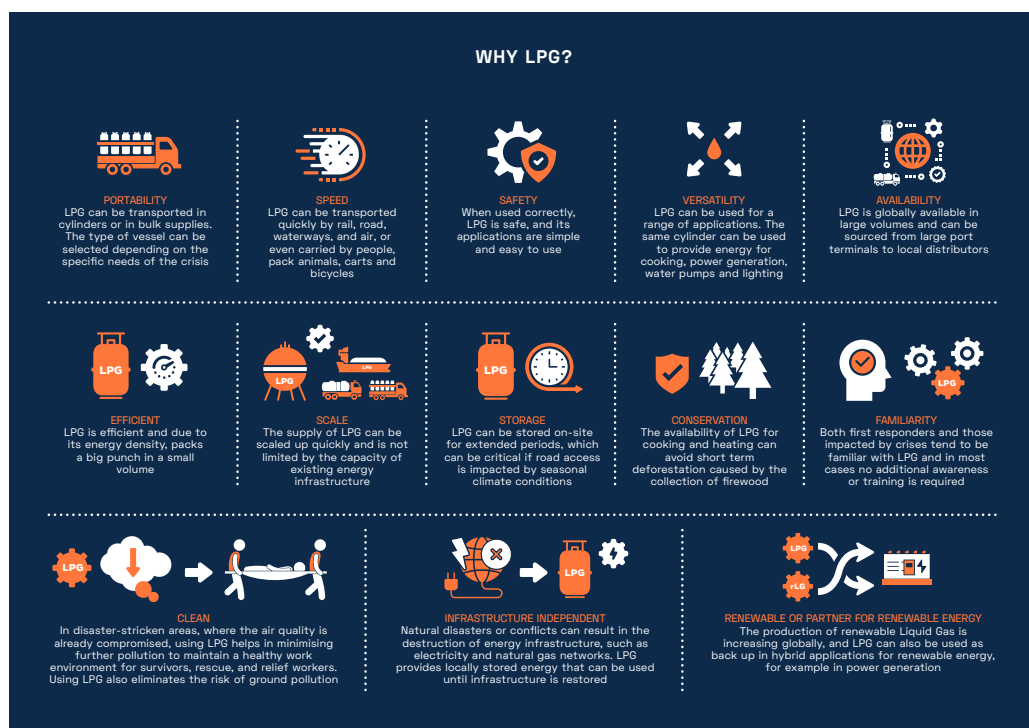 WHY LPG?
PORTABILITY
LPG can be transported in
cylinders or in bulk supplies.
The type of vessel can be
selected depending on the
specific needs of the crisis
SPEED
LPG can be transported
quickly by rail, road,
waterways, and air, or
even carried by people,
pack animals, carts and
bicycles
SAFETY
When used correctly,
LPG is safe, and its
applications are simple
and easy to use
VERSATILITY
LPG can be used for a
range of applications. The
same cylinder can be used
to provide energy for
cooking, power generation,
water pumps and lighting
AVAILABILITY
LPG is globally available in
large volumes and can be
sourced from large port
terminals to local distributors
LPG
EFFICIENT
LPG is efficient and due to
its energy density, packs
a big punch in a small
volume
LPG
LPG
SCALE
The supply of LPG can be
scaled up quickly and is not
limited by the capacity of
existing energy
infrastructure
LPG
STORAGE
LPG can be stored on-site
for extended periods, which
can be critical if road access
is impacted by seasonal
climate conditions
CONSERVATION
The availability of LPG for
cooking and heating can
avoid short term
deforestation caused by the
collection of firewood
LPG
FAMILIARITY
Both first responders and those
impacted by crises tend to be
familiar with LPG and in most
cases no additional awareness
or training is required
LPG
CLEAN
In disaster-stricken areas, where the air quality is
already compromised, using LPG helps in minimising
further pollution to maintain a healthy work
environment for survivors, rescue, and relief workers.
Using LPG also eliminates the risk of ground pollution
LPG
INFRASTRUCTURE INDEPENDENT
Natural disasters or conflicts can result in the
destruction of energy infrastructure, such as
electricity and natural gas networks. LPG
provides locally stored energy that can be used
until infrastructure is restored
LPG
rLG
RENEWABLE OR PARTNER FOR RENEWABLE ENERGY
The production of renewable Liquid Gas is
increasing globally, and LPG can also be used as
back up in hybrid applications for renewable energy,
for example in power generation